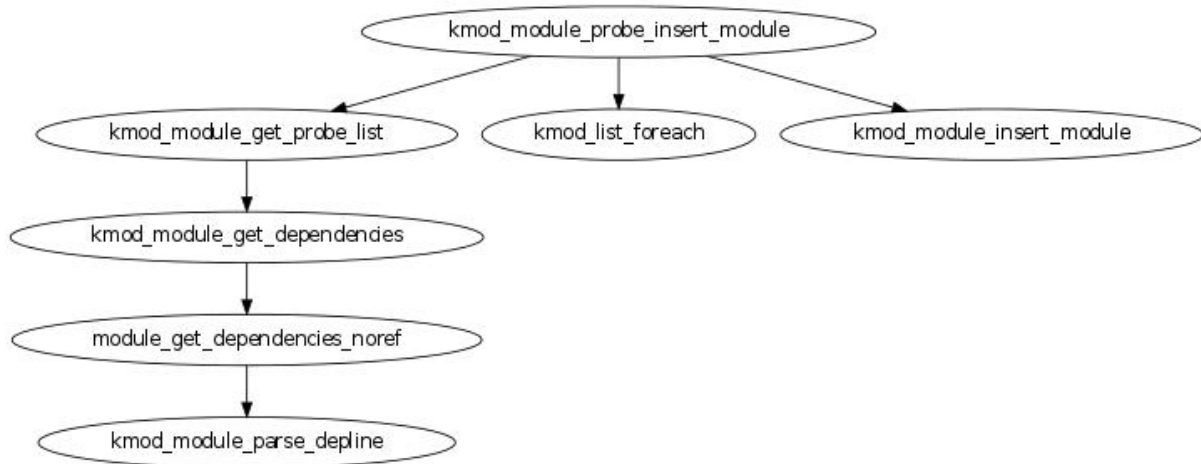 kmod_module_probe_insert_module
kmod_module_get_probe_list
kmod_list_foreach
kmod_module_insert_module
kmod_module_get_dependencies
module_get_dependencies_noref
kmod_module_parse_depline